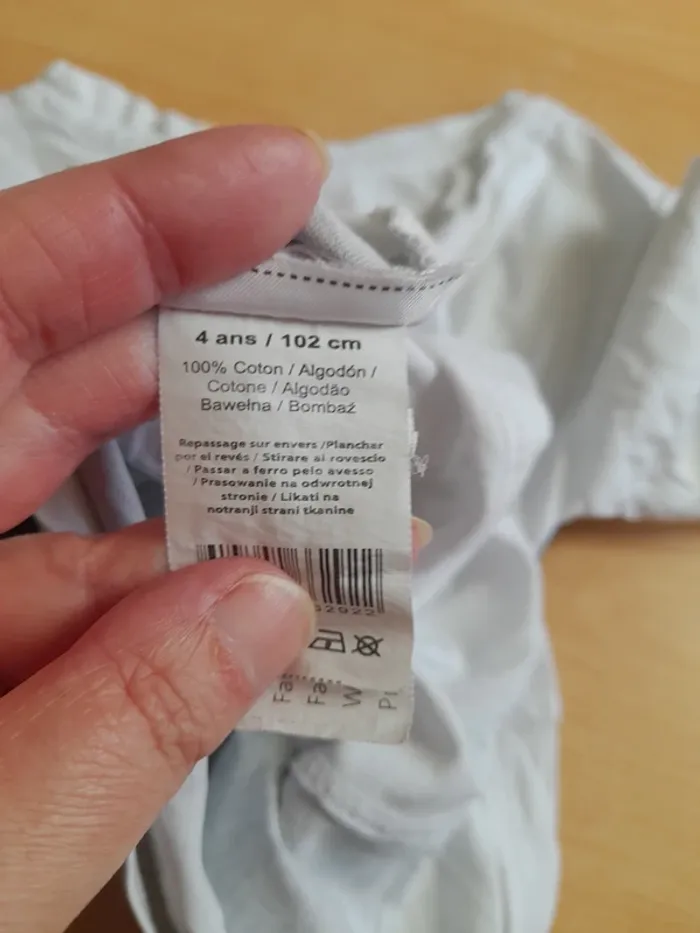 4 ans / 102 cm
100% Coton / Algodón /
Cotone / Algodão
Bawełna / Bombaž
Repassage sur envers /Planchar
por el revés / Stirare al rovescio
/ Passar a ferro pelo avesso
/ Prasowanie na odwrotnej
stronie / Likati na
notranji strani tkanine